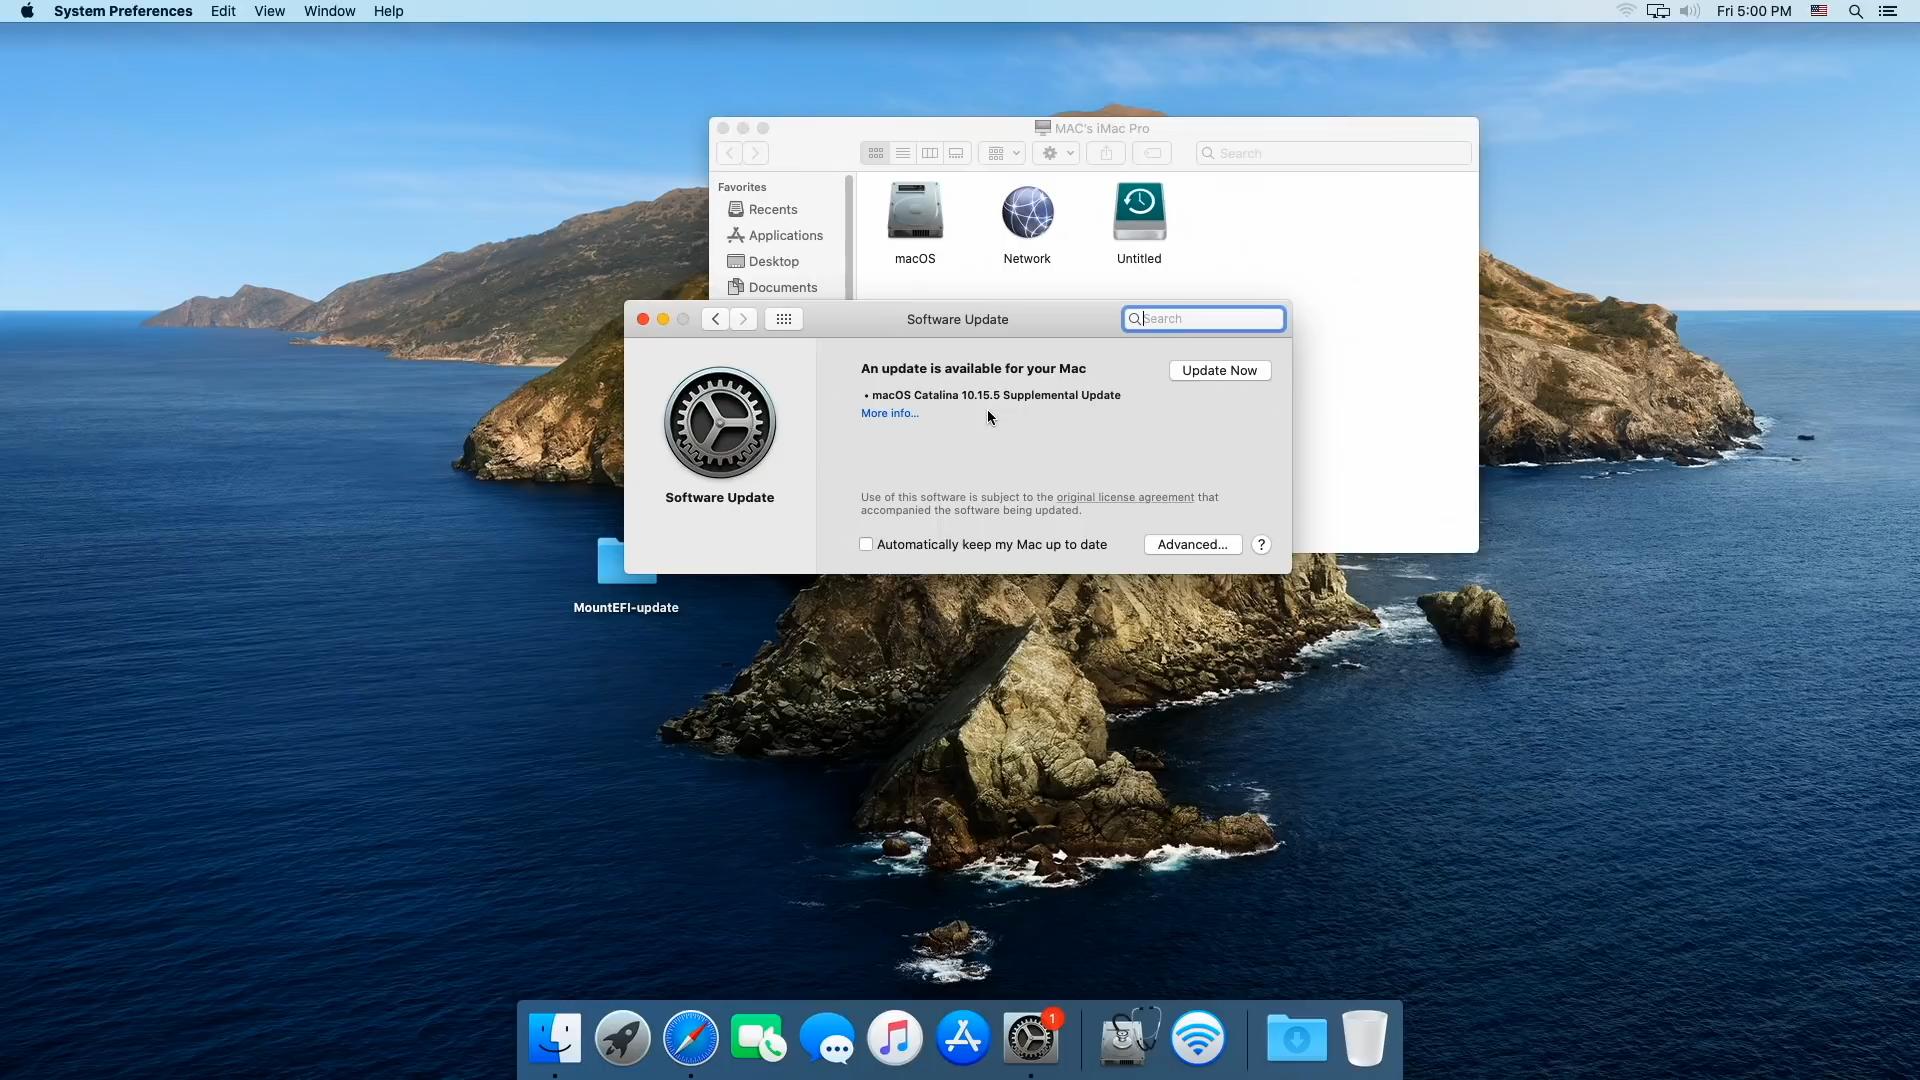 System Preferences Edit View Window Help
Fri 5:00 PM
MAC's iMac Pro
Search
Favorites
Recents
Applications
Desktop
Documents
macOS
Network
Untitled
Software Update
Search
An update is available for your Mac
Update Now
• macOS Catalina 10.15.5 Supplemental Update
More info...
Software Update
Use of this software is subject to the original license agreement that
accompanied the software being updated.
Automatically keep my Mac up to date
Advanced...
?
MountEFI-update
1